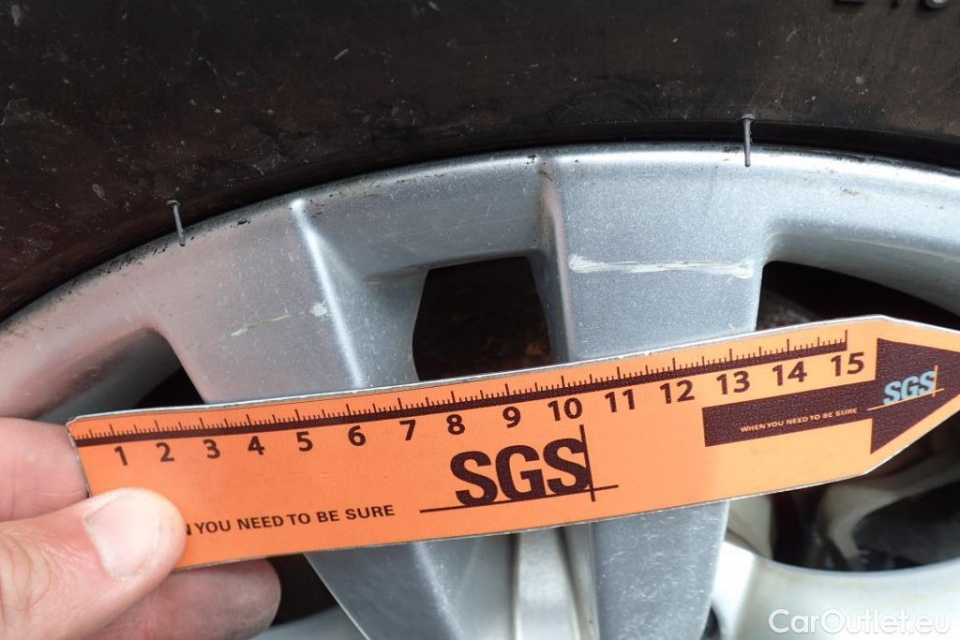 1 2 3 4 5 6 7 8 9 10 11 12 13 14 15
SGS
WHEN YOU NEED TO BE SURE
SGS
YOU NEED TO BE SURE
CarOutlet.eu